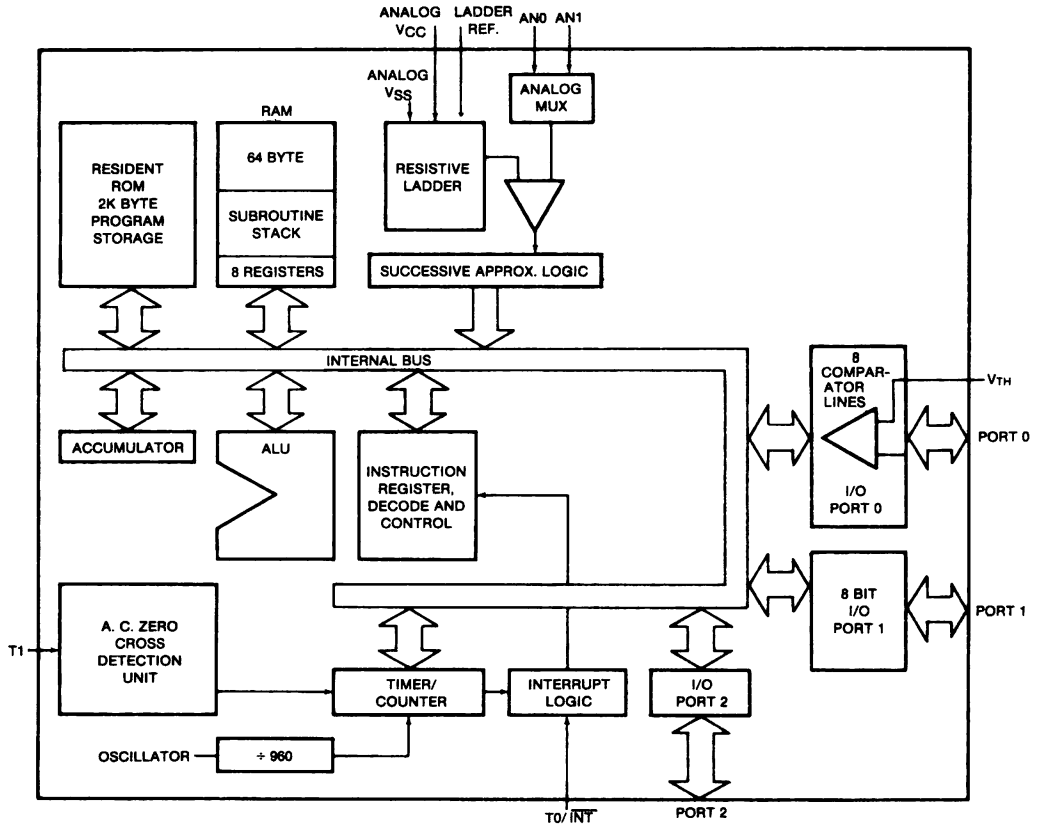 ANALOG
VCC
LADDER
REF.
AN0 AN1
ANALOG
VSS
ANALOG
MUX
RAM
RESIDENT
ROM
2K BYTE
PROGRAM
STORAGE
64 BYTE
SUBROUTINE
STACK
8 REGISTERS
RESISTIVE
LADDER
SUCCESSIVE APPROX. LOGIC
INTERNAL BUS
8
COMPAR-
ATOR
LINES
VTH
PORT 0
I/O
PORT 0
ACCUMULATOR
ALU
INSTRUCTION
REGISTER,
DECODE AND
CONTROL
8 BIT
I/O
PORT 1
PORT 1
T1
A. C. ZERO
CROSS
DETECTION
UNIT
TIMER/
COUNTER
INTERRUPT
LOGIC
I/O
PORT 2
OSCILLATOR
÷ 960
T0/ I̅N̅T̅
PORT 2